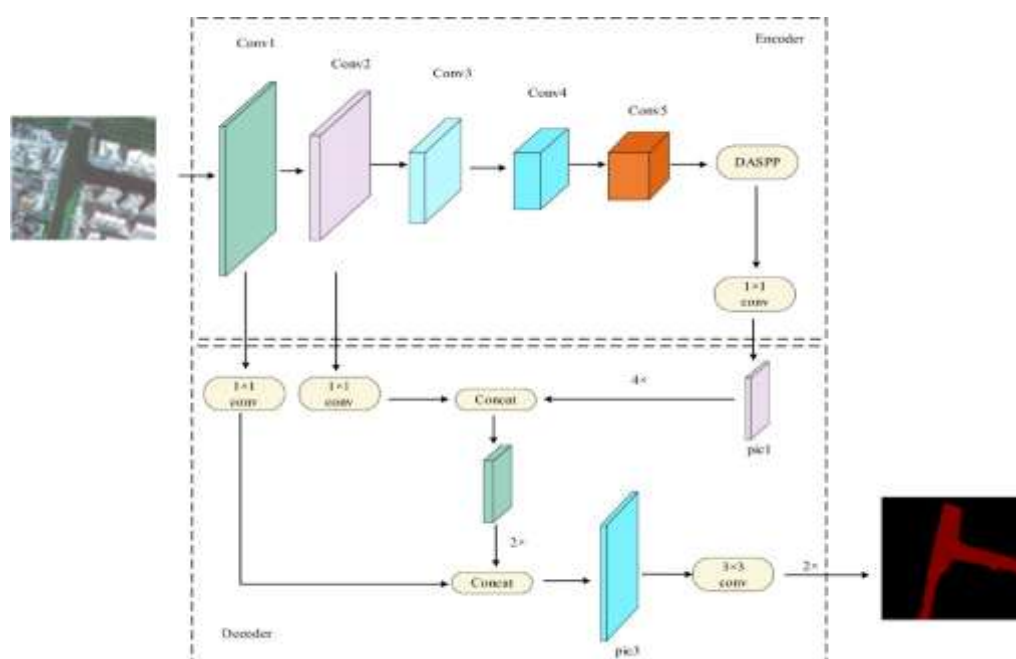 Encoder
Conv1
Conv2
Conv3
Conv4
Conv5
DASPP
1×1
conv
1×1
conv
1×1
conv
Concat
4×
pic1
2×
Concat
pic3
3×3
conv
2×
Decoder